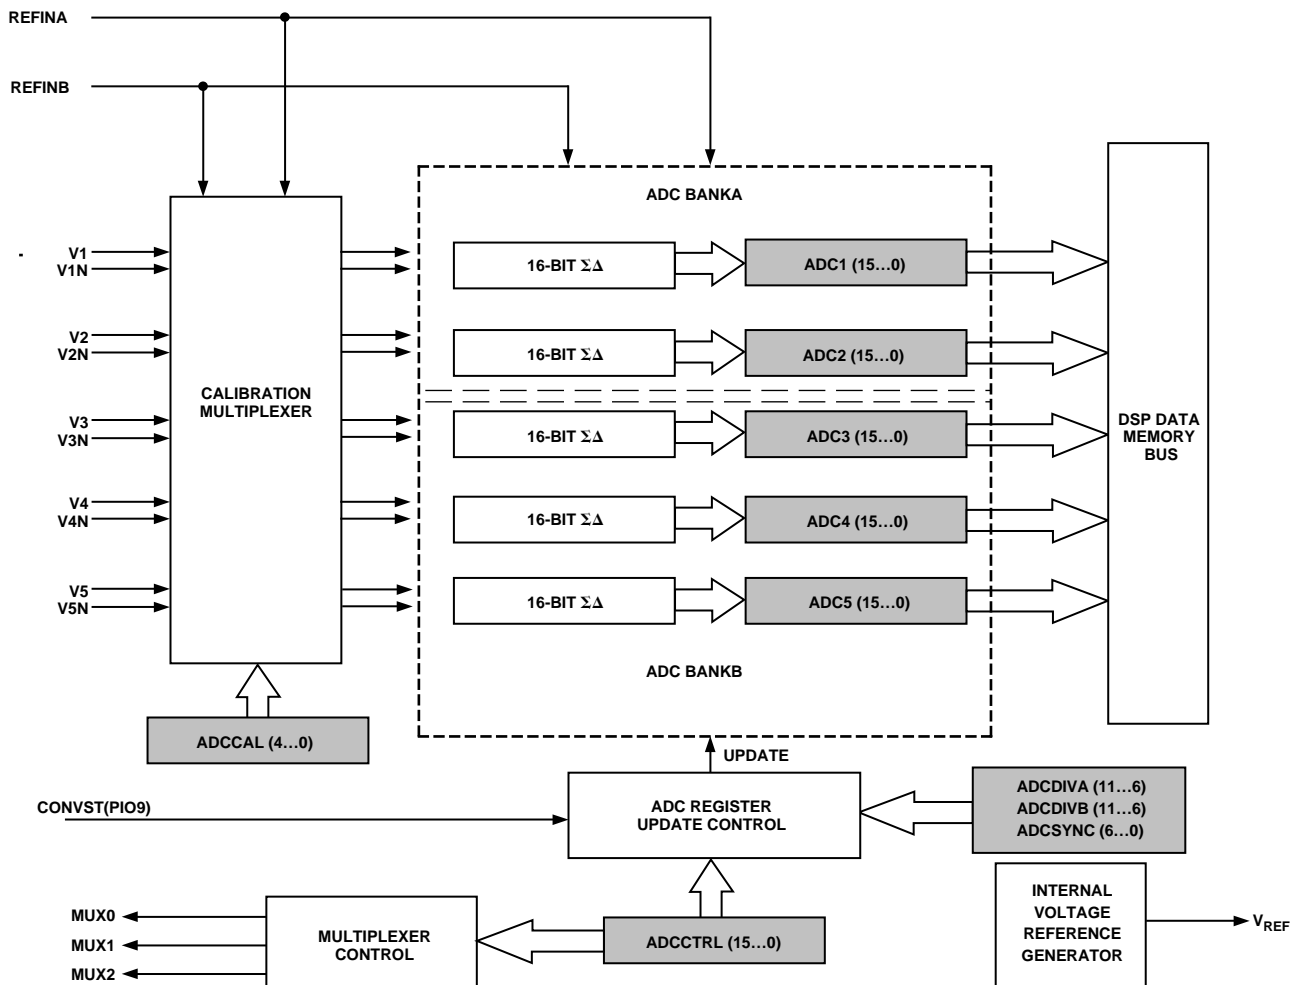 REFINA
REFINB
ADC BANKA
V1
V1N
16-BIT ΣΔ
ADC1 (15...0)
V2
V2N
16-BIT ΣΔ
ADC2 (15...0)
CALIBRATION
MULTIPLEXER
V3
V3N
16-BIT ΣΔ
ADC3 (15...0)
DSP DATA
MEMORY
BUS
V4
V4N
16-BIT ΣΔ
ADC4 (15...0)
V5
V5N
16-BIT ΣΔ
ADC5 (15...0)
ADC BANKB
ADCCAL (4...0)
UPDATE
CONVST(PIO9)
ADC REGISTER
UPDATE CONTROL
ADCDIVA (11...6)
ADCDIVB (11...6)
ADCSYNC (6...0)
MUX0
MUX1
MUX2
MULTIPLEXER
CONTROL
ADCCTRL (15...0)
INTERNAL
VOLTAGE
REFERENCE
GENERATOR
VREF